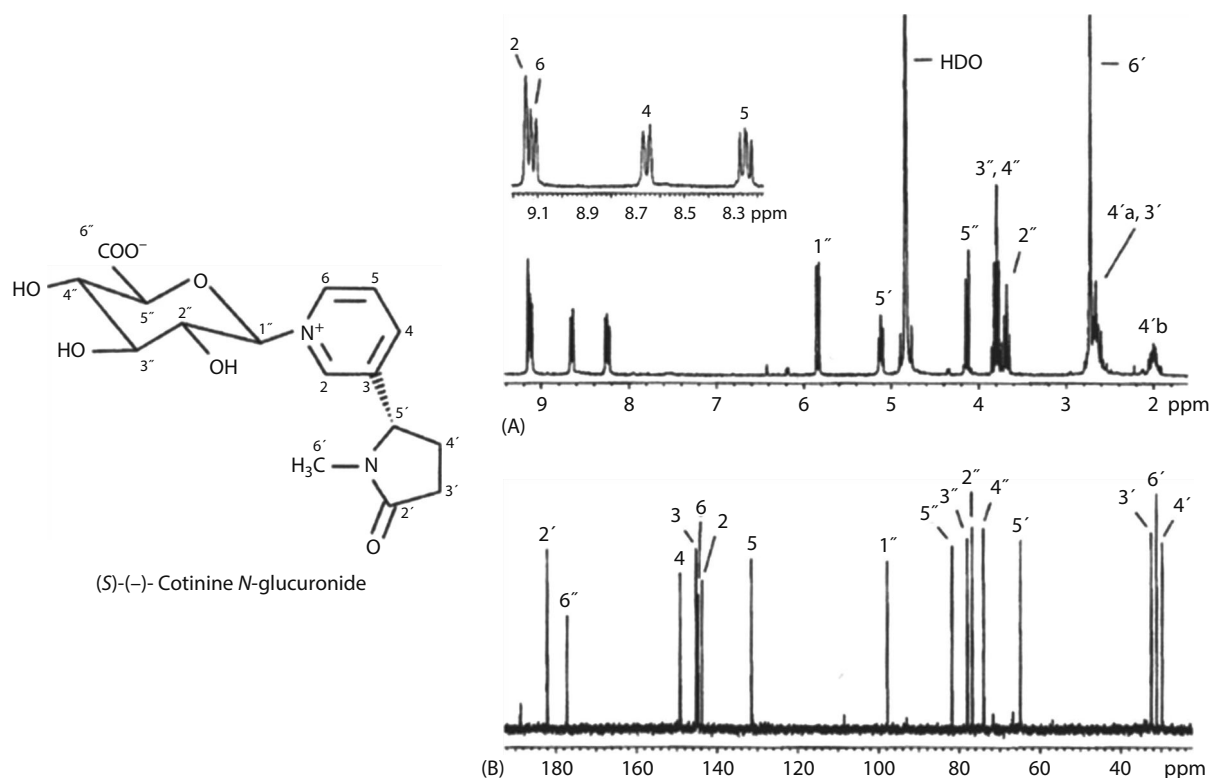 6″
COO⁻
HO
4″
5″
O
2″
1″
HO
3″
OH
N⁺
6
5
4
2
3
5′
6′
H₃C
N
4′
3′
2′
O
(S)-(−)- Cotinine N-glucuronide
2
6
4
5
9.1 8.9 8.7 8.5 8.3 ppm
HDO
6′
1″
5′
5″
3″, 4″
2″
4′a, 3′
4′b
9 8 7 6 5 4 3 2 ppm
(A)
2′
6″
4
3
6
2
5
1″
5″
3″
2″
4″
5′
3′
6′
4′
(B) 180 160 140 120 100 80 60 40 ppm